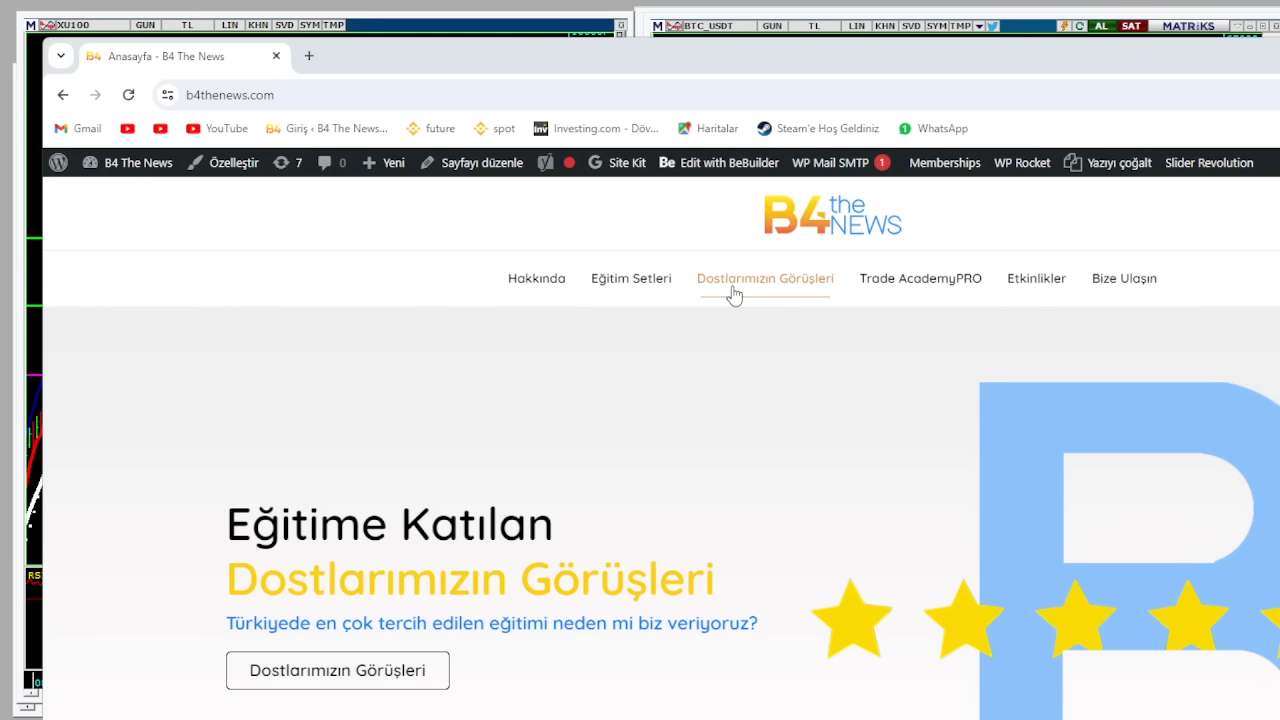 M XU100 GUN TL LIN KHN SVD SYM TMP
M BTC_USDT GUN TL LIN KHN SVD SYM TMP AL SAT MATRiKS
B4 Anasayfa - B4 The News
b4thenews.com
Gmail YouTube B4 Giriş ‹ B4 The News... future spot Inv Investing.com - Döv... Haritalar Steam'e Hoş Geldiniz 1 WhatsApp
B4 The News Özelleştir 7 0 Yeni Sayfayı düzenle Site Kit Be Edit with BeBuilder WP Mail SMTP 1 Memberships WP Rocket Yazıyı çoğalt Slider Revolution
B4 the NEWS
Hakkında Eğitim Setleri Dostlarımızın Görüşleri Trade AcademyPRO Etkinlikler Bize Ulaşın
Eğitime Katılan
Dostlarımızın Görüşleri
Türkiyede en çok tercih edilen eğitimi neden mi biz veriyoruz?
Dostlarımızın Görüşleri